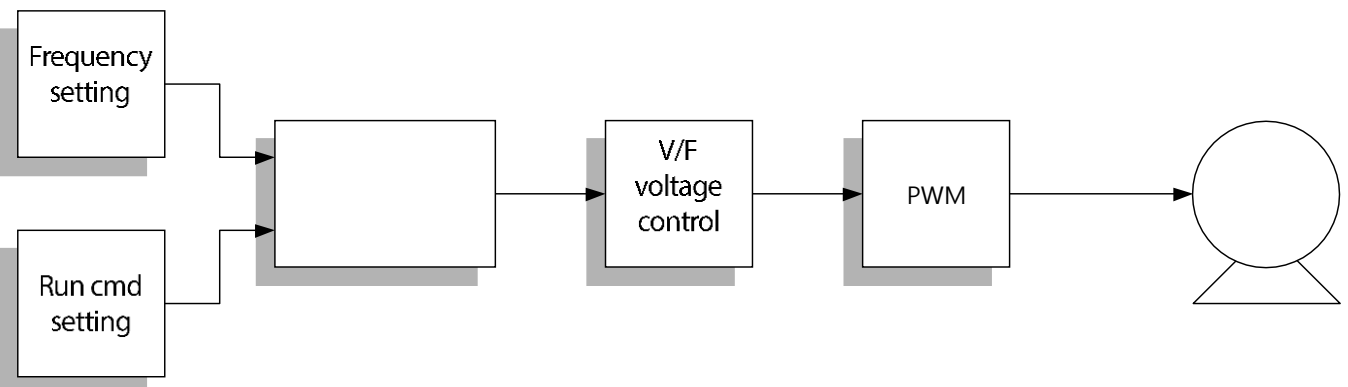 Frequency
setting
Run cmd
setting
V/F
voltage
control
PWM